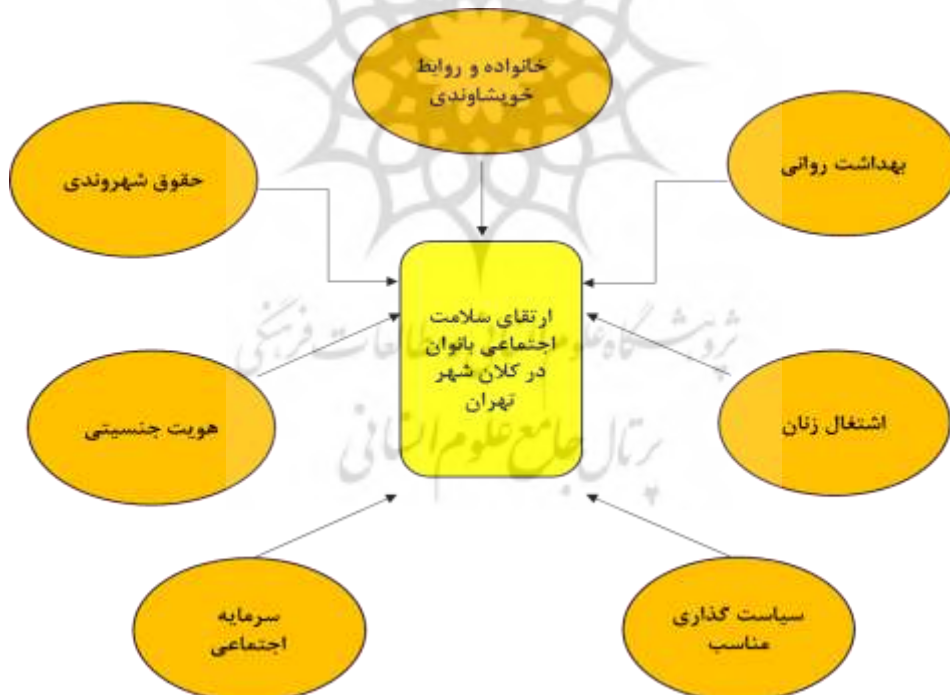 خانواده و روابط
خویشاوندی
بهداشت روانی
حقوق شهروندی
ارتقای سلامت
اجتماعی بانوان
در کلان شهر
تهران
اشتغال زنان
هویت جنسیتی
سیاست گذاری
مناسب
سرمایه
اجتماعی
پژوهشگاه علوم انسانی و مطالعات فرهنگی
پرتال جامع علوم انسانی